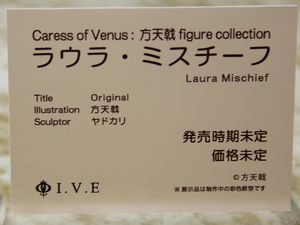 Caress of Venus : 方天戟 figure collection
ラウラ・ミスチーフ
Laura Mischief
Title Original
Illustration 方天戟
Sculptor ヤドカリ
発売時期未定
価格未定
©方天戟
I.V.E
※展示品は制作中の彩色原型です